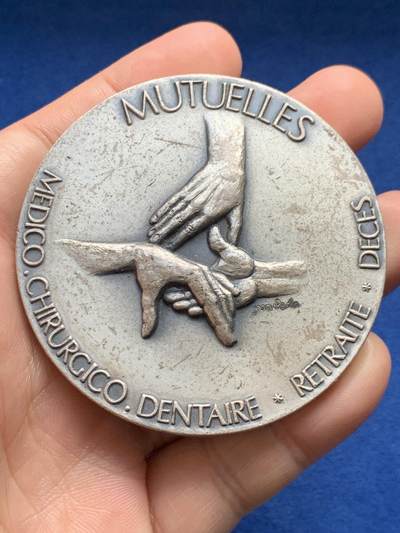 MUTUELLES
MEDICO.CHIRURGICO.DENTAIRE * RETRAITE * DECES